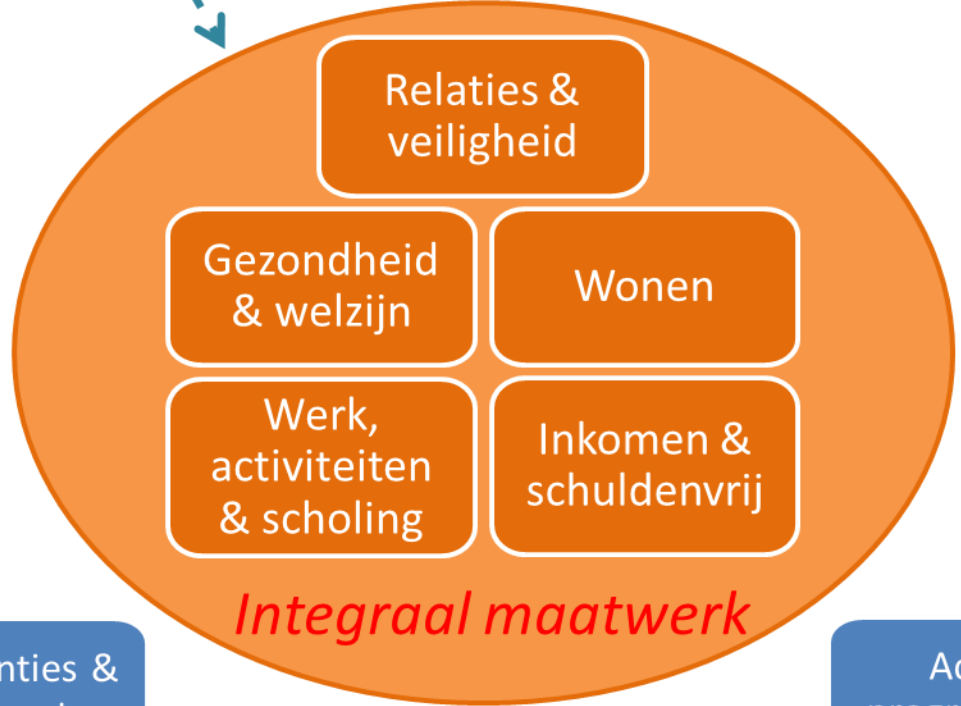 Relaties &
veiligheid
Gezondheid
& welzijn
Wonen
Werk,
activiteiten
& scholing
Inkomen &
schuldenvrij
Integraal maatwerk
&